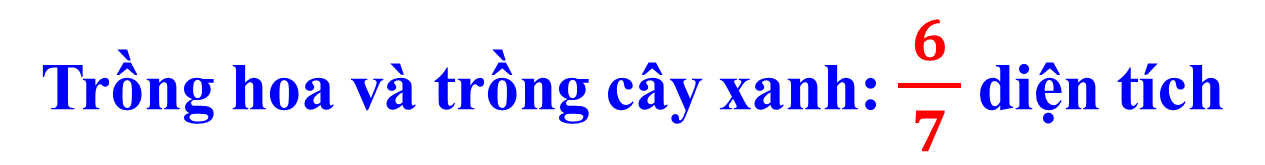 Trồng hoa và trồng cây xanh: 6/7 diện tích